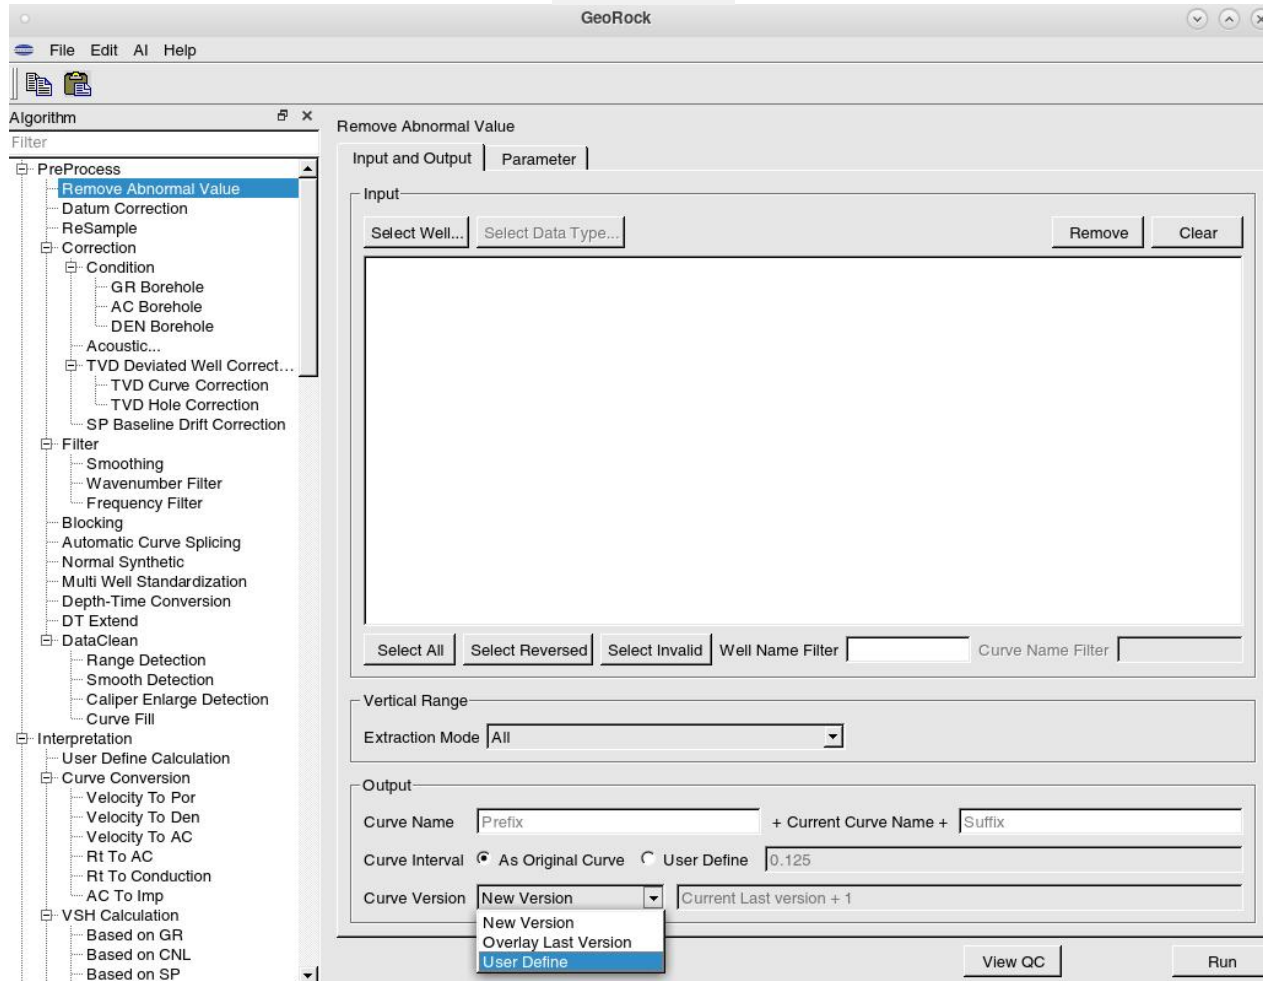 GeoRock
File Edit AI Help
Algorithm
Filter
PreProcess
Remove Abnormal Value
Datum Correction
ReSample
Correction
Condition
GR Borehole
AC Borehole
DEN Borehole
Acoustic...
TVD Deviated Well Correct...
TVD Curve Correction
TVD Hole Correction
SP Baseline Drift Correction
Filter
Smoothing
Wavenumber Filter
Frequency Filter
Blocking
Automatic Curve Splicing
Normal Synthetic
Multi Well Standardization
Depth-Time Conversion
DT Extend
DataClean
Range Detection
Smooth Detection
Caliper Enlarge Detection
Curve Fill
Interpretation
User Define Calculation
Curve Conversion
Velocity To Por
Velocity To Den
Velocity To AC
Rt To AC
Rt To Conduction
AC To Imp
VSH Calculation
Based on GR
Based on CNL
Based on SP
Remove Abnormal Value
Input and Output Parameter
Input
Select Well... Select Data Type... Remove Clear
Select All Select Reversed Select Invalid Well Name Filter Curve Name Filter
Vertical Range
Extraction Mode All
Output
Curve Name Prefix + Current Curve Name + Suffix
Curve Interval As Original Curve User Define 0.125
Curve Version New Version Current Last version + 1
New Version
Overlay Last Version
User Define
View QC Run